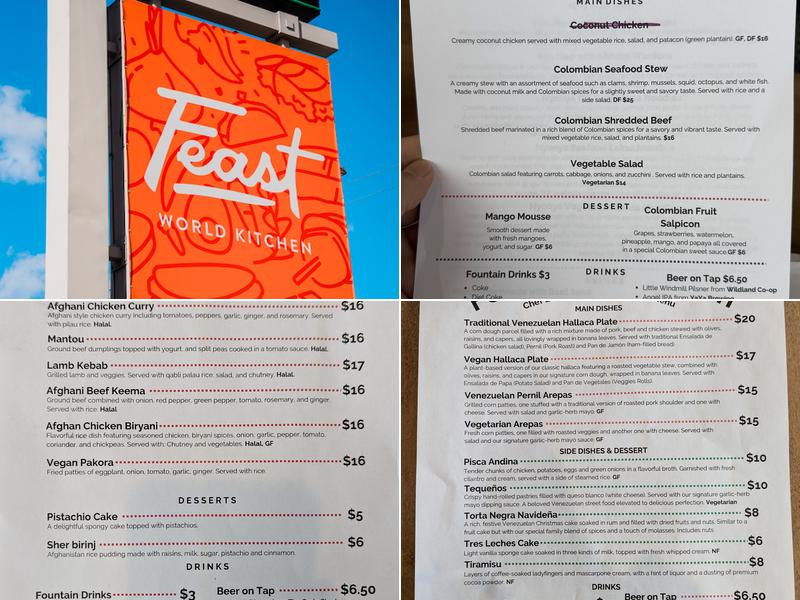 Feast
WORLD KITCHEN
MAIN DISHES
Coconut Chicken
Creamy coconut chicken served with mixed vegetable rice, salad, and patacon (green plantain). GF, DF $16
Colombian Seafood Stew
A creamy stew with an assortment of seafood such as clams, shrimp, mussels, squid, octopus, and white fish.
Made with coconut milk and Colombian spices for a slightly sweet and savory taste. Served with rice and a
side salad. DF $25
Colombian Shredded Beef
Shredded beef marinated in a rich blend of Colombian spices for a savory and vibrant taste. Served with
mixed vegetable rice, salad, and plantains. $16
Vegetable Salad
Colombian salad featuring carrots, cabbage, onions, and zucchini. Served with rice and plantains.
Vegetarian $14
DESSERT
Mango Mousse
Smooth dessert made
with fresh mangoes,
yogurt, and sugar. GF $6
Colombian Fruit
Salpicon
Grapes, strawberries, watermelon,
pineapple, mango, and papaya all covered
in a special Colombian sweet sauce. GF $6
DRINKS
Fountain Drinks $3
• Coke
• Diet Coke
Beer on Tap $6.50
• Little Windmill Pilsner from Wildland Co-op
• Angel IPA from YaYa Brewing
Afghani Chicken Curry $16
Afghani style chicken curry including tomatoes, peppers, garlic, ginger, and rosemary. Served
with pilau rice. Halal.
Mantou $16
Ground beef dumplings topped with yogurt, and split peas cooked in a tomato sauce. Halal.
Lamb Kebab $17
Grilled lamb and veggies. Served with qabli palau rice, salad, and chutney. Halal.
Afghani Beef Keema $16
Ground beef combined with onion, red pepper, green pepper, tomato, rosemary, and ginger.
Served with rice. Halal
Afghan Chicken Biryani $16
Flavorful rice dish featuring seasoned chicken, biryani spices, onion, garlic, pepper, tomato,
coriander, and chickpeas. Served with: Chutney and vegetables. Halal, GF
Vegan Pakora $16
Fried patties of eggplant, onion, tomato, garlic, ginger. Served with rice.
DESSERTS
Pistachio Cake $5
A delightful spongy cake topped with pistachios.
Sher birinj $6
Afghanistan rice pudding made with raisins, milk, sugar, pistachio and cinnamon.
DRINKS
Fountain Drinks $3
Beer on Tap $6.50
MAIN DISHES
Traditional Venezuelan Hallaca Plate $20
A corn dough parcel filled with a rich mixture made of pork, beef and chicken stewed with olives,
raisins, and capers, all lovingly wrapped in banana leaves. Served with traditional Ensalada de
Gallina (chicken salad), Pernil (Pork Roast) and Pan de Jamón (ham-filled bread).
Vegan Hallaca Plate $17
A plant-based version of our classic hallaca featuring a roasted vegetable stew, combined with
olives, raisins, and capers in our signature corn dough, wrapped in banana leaves. Served with
Ensalada de Papa (Potato Salad) and Pan de Vegetales (Veggies Rolls).
Venezuelan Pernil Arepas $15
Grilled corn patties, one stuffed with a traditional version of roasted pork shoulder and one with
cheese. Served with salad and garlic-herb mayo. GF
Vegetarian Arepas $15
Fresh corn patties, one filled with roasted veggies and another one with cheese. Served with
salad and our signature garlic-herb mayo sauce. GF
SIDE DISHES & DESSERT
Pisca Andina $10
Tender chunks of chicken, potatoes, eggs and green onions in a flavorful broth. Garnished with fresh
cilantro and cream, served with a side of steamed rice. GF
Tequeños $10
Crispy hand-rolled pastries filled with queso blanco (white cheese). Served with our signature garlic-herb
mayo dipping sauce. A beloved Venezuelan street food elevated to delicious perfection. Vegetarian
Torta Negra Navideña $8
A rich, festive Venezuelan Christmas cake soaked in rum and filled with dried fruits and nuts. Similar to a
fruit cake but with our special family blend of spices and a touch of molasses. Includes nuts
Tres Leches Cake $6
Light vanilla sponge cake soaked in three kinds of milk, topped with fresh whipped cream. NF
Tiramisu $8
Layers of coffee-soaked ladyfingers and mascarpone cream, with a hint of liquor and a dusting of premium
cocoa powder. NF
DRINKS
Beer on Tap $6.50